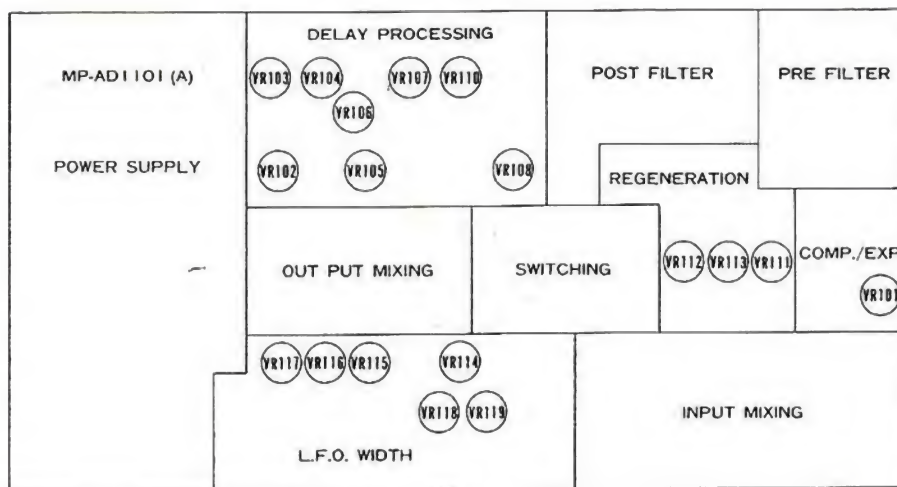 DELAY PROCESSING
MP-AD1101(A)
VR103 VR104 VR107 VR110
POST FILTER
PRE FILTER
VR106
POWER SUPPLY
VR102 VR105 VR108
REGENERATION
OUT PUT MIXING
SWITCHING
VR112 VR113 VR111
COMP./EXP
VR101
VR117 VR116 VR115 VR114
VR118 VR119
INPUT MIXING
L.F.O. WIDTH